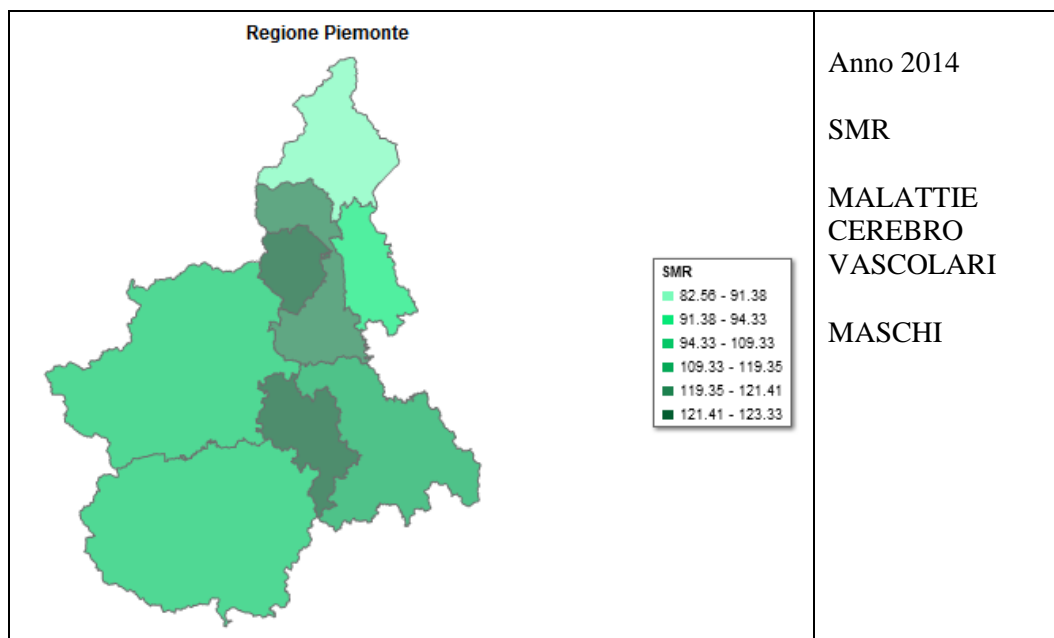 Regione Piemonte
SMR
82.56 - 91.38
91.38 - 94.33
94.33 - 109.33
109.33 - 119.35
119.35 - 121.41
121.41 - 123.33
Anno 2014
SMR
MALATTIE
CEREBRO
VASCOLARI
MASCHI